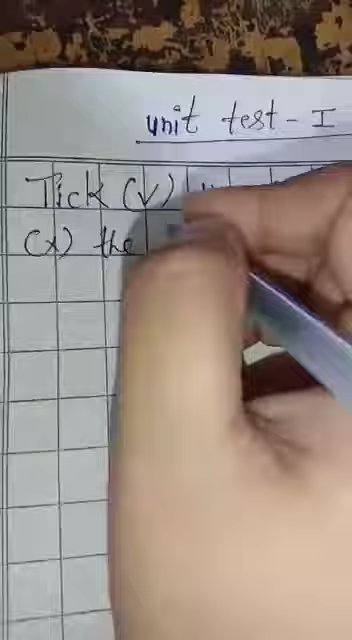 unit test - I
Tick (√)
(x) the